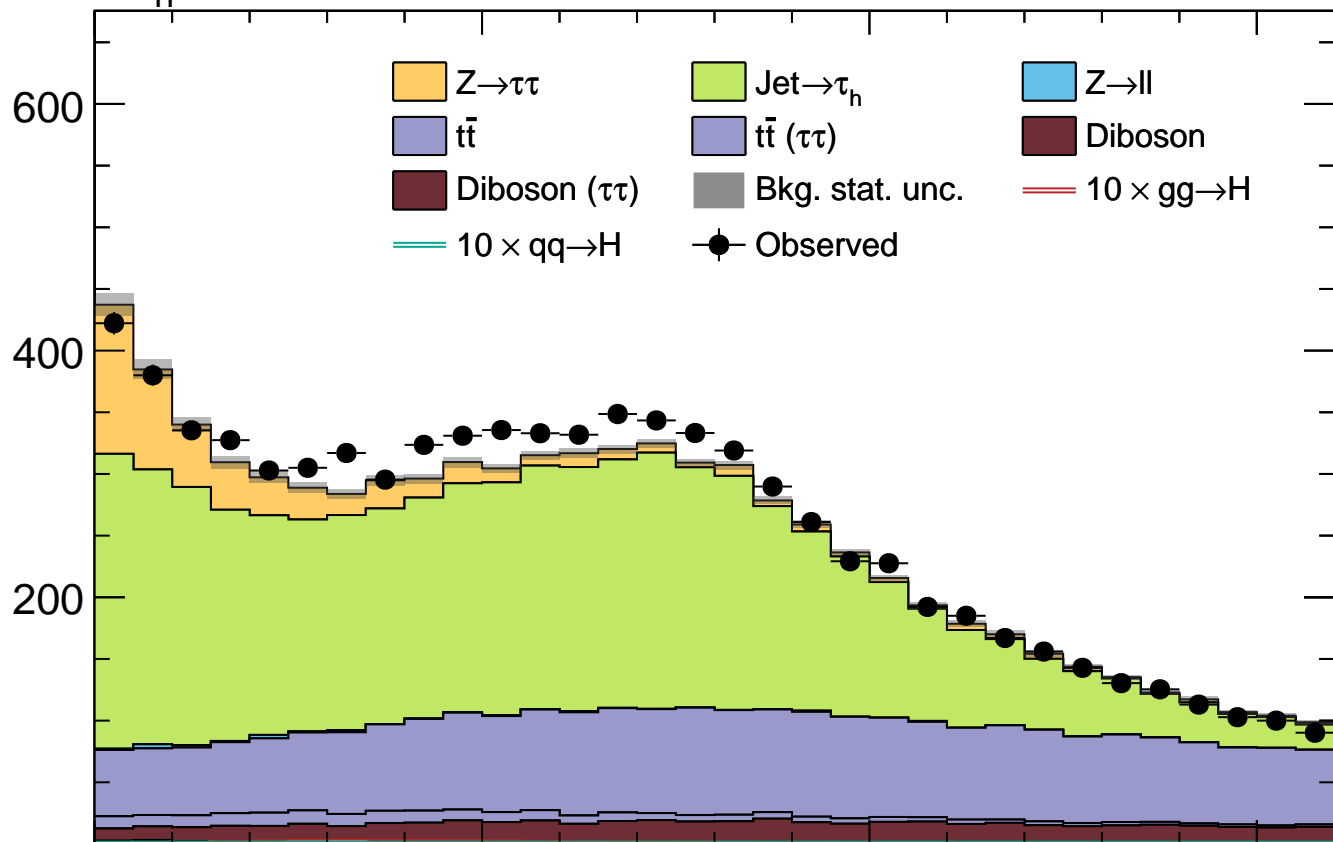 600
Z→ττ Jet→τh Z→ll
tt̄ tt̄ (ττ) Diboson
Diboson (ττ) Bkg. stat. unc. 10 × gg→H
10 × qq→H Observed
400
200